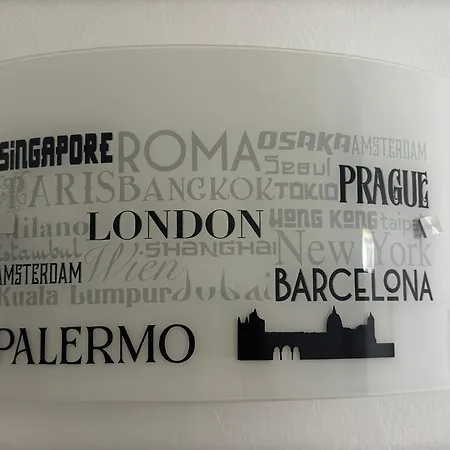 SINGAPORE ROMA OSAKA AMSTERDAM
Seoul
PARIS BANGKOK TOKIO PRAGUE
Milano LONDON HONG KONG taipei
Istanbul SHANGHAI New York
AMSTERDAM Wien
Kuala Lumpur Dubai BARCELONA
PALERMO